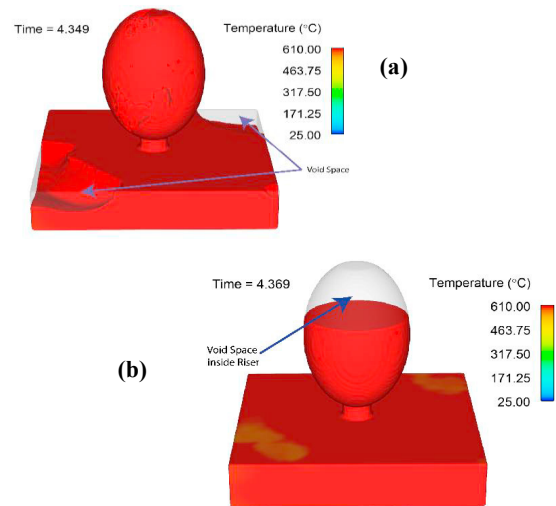 Time = 4.349
Temperature (°C)
610.00
463.75
317.50
171.25
25.00
(a)
Void Space
Time = 4.369
Temperature (°C)
610.00
463.75
317.50
171.25
25.00
Void Space
inside Riser
(b)